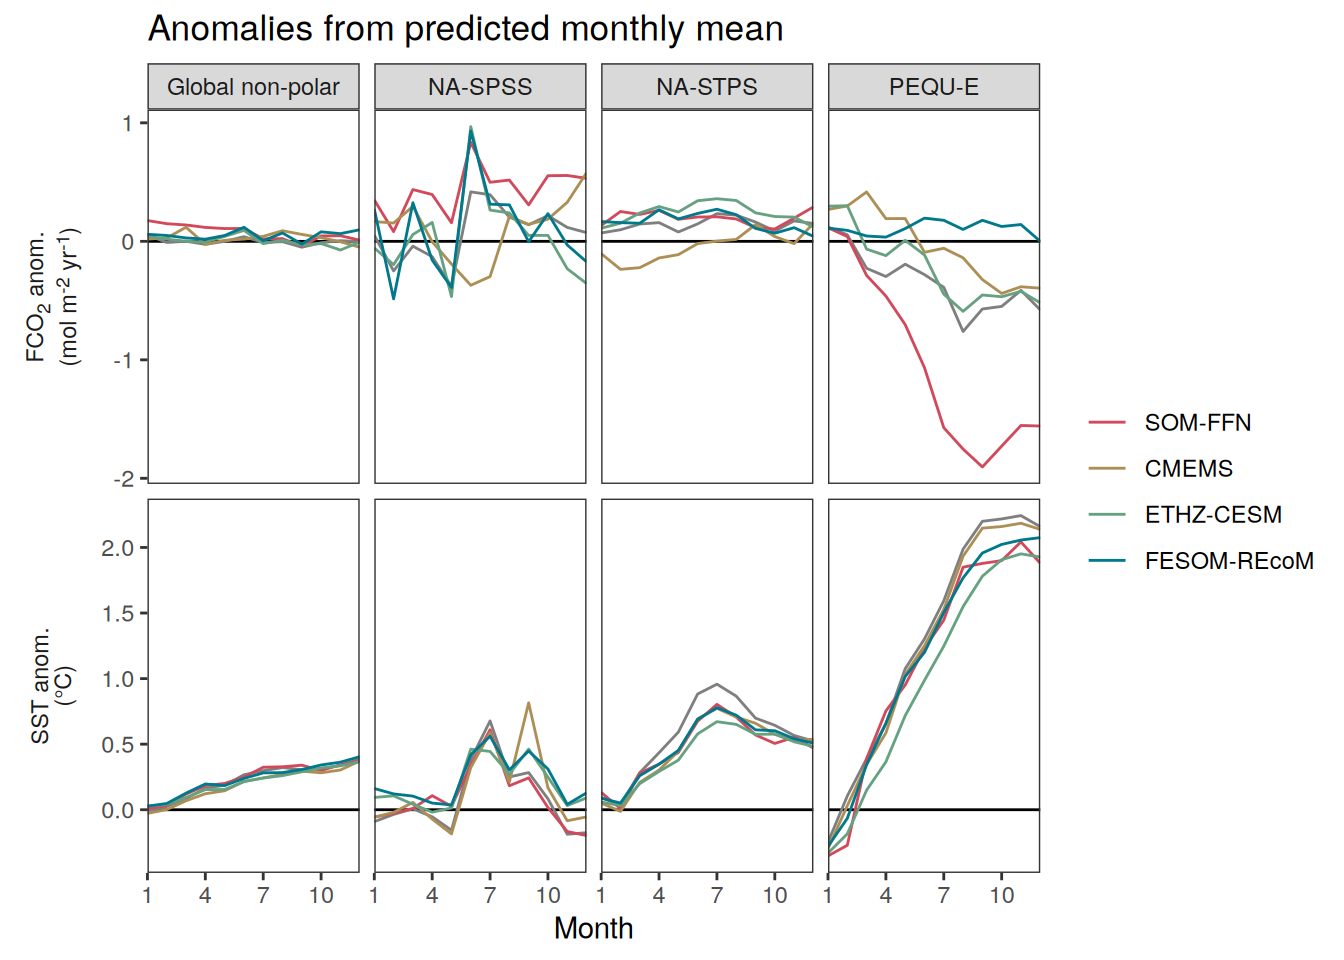 Anomalies from predicted monthly mean
Global non-polar
NA-SPSS
NA-STPS
PEQU-E
FCO₂ anom.
(mol m⁻² yr⁻¹)
1
0
-1
-2
SST anom.
(°C)
2.0
1.5
1.0
0.5
0.0
1 4 7 10
1 4 7 10
1 4 7 10
1 4 7 10
Month
SOM-FFN
CMEMS
ETHZ-CESM
FESOM-REcoM